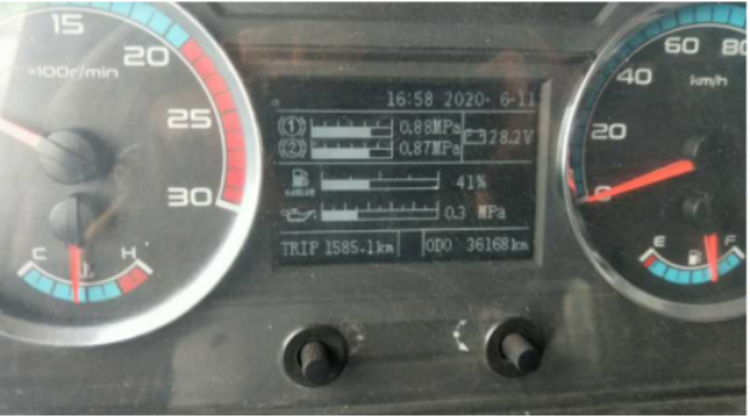 15
20
×100r/min
25
30
C H
16:58 2020- 6-11
(1) 0.88MPa
28.2V
(2) 0.87MPa
41%
0.3 MPa
TRIP 1585.1km
ODO 36168km
60 80
40 km/h
20
0
E F